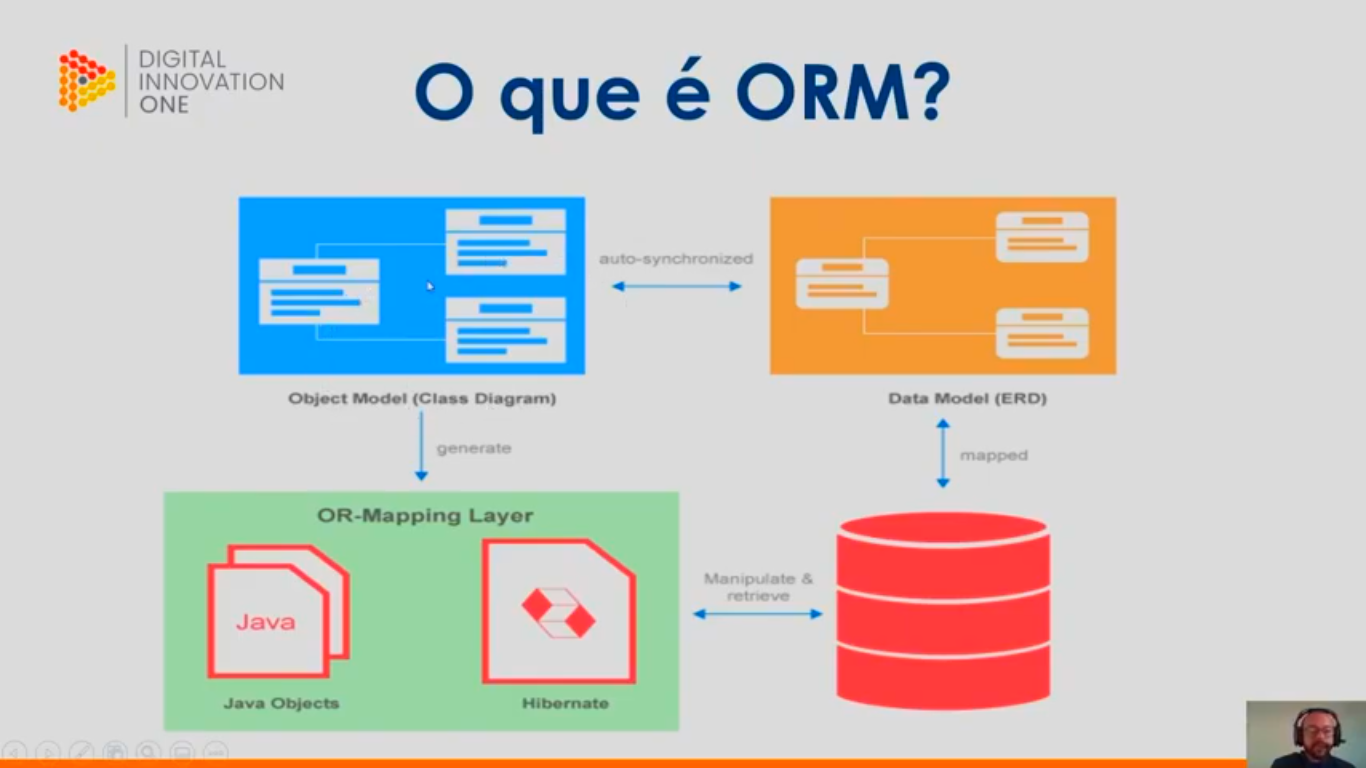 DIGITAL
INNOVATION
ONE
O que é ORM?
auto-synchronized
Object Model (Class Diagram)
Data Model (ERD)
generate
mapped
OR-Mapping Layer
Java
Java Objects
Hibernate
Manipulate &
retrieve